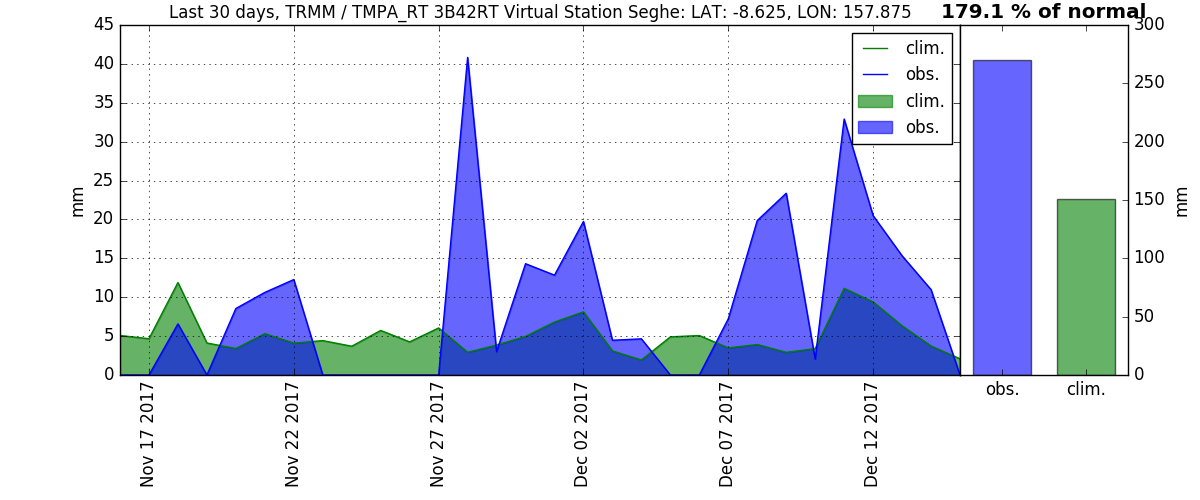 Last 30 days, TRMM / TMPA_RT 3B42RT Virtual Station Seghe: LAT: -8.625, LON: 157.875
179.1 % of normal
45
40
35
30
25
20
15
10
5
0
mm
clim.
obs.
clim.
obs.
300
250
200
150
100
50
0
mm
obs.
clim.
Nov 17 2017
Nov 22 2017
Nov 27 2017
Dec 02 2017
Dec 07 2017
Dec 12 2017